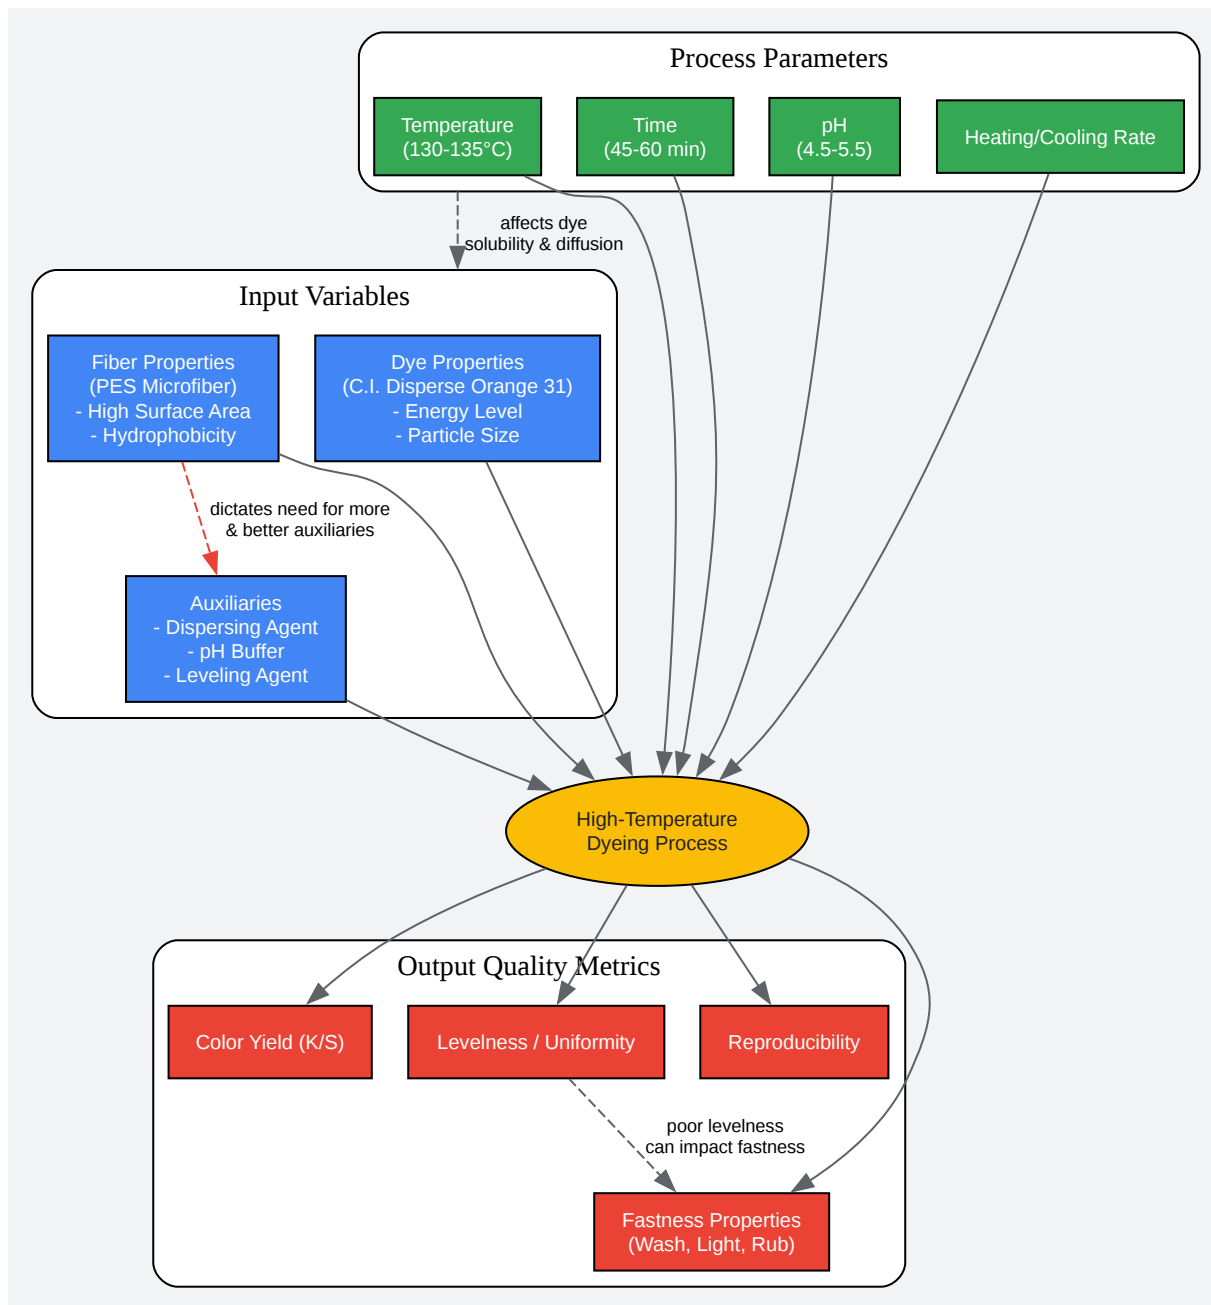 Process Parameters
Temperature
(130-135°C)
Time
(45-60 min)
pH
(4.5-5.5)
Heating/Cooling Rate
affects dye
solubility & diffusion
Input Variables
Fiber Properties
(PES Microfiber)
- High Surface Area
- Hydrophobicity
Dye Properties
(C.I. Disperse Orange 31)
- Energy Level
- Particle Size
dictates need for more
& better auxiliaries
Auxiliaries
- Dispersing Agent
- pH Buffer
- Leveling Agent
High-Temperature
Dyeing Process
Output Quality Metrics
Color Yield (K/S)
Levelness / Uniformity
Reproducibility
poor levelness
can impact fastness
Fastness Properties
(Wash, Light, Rub)